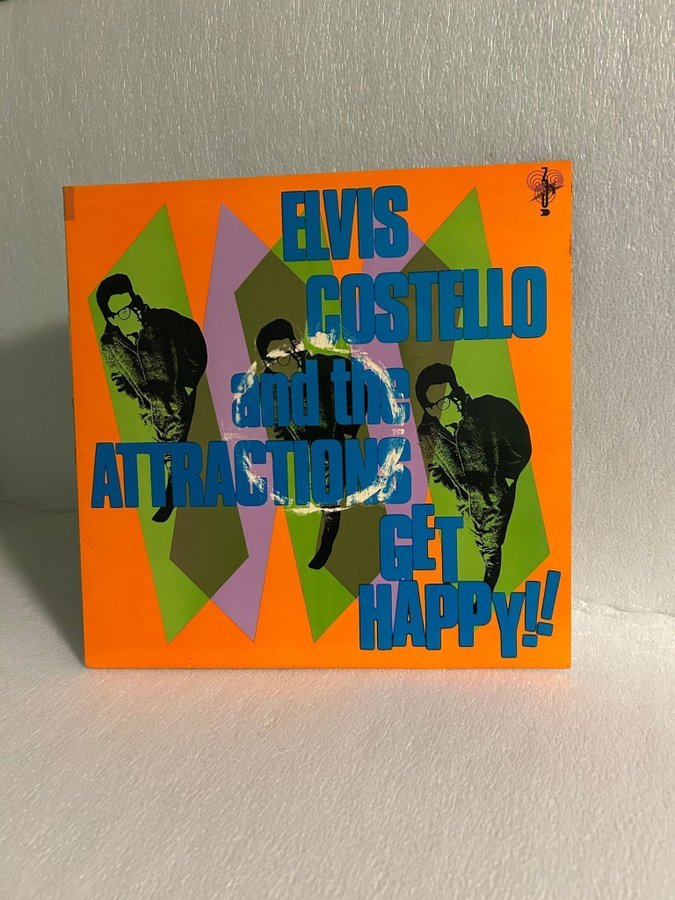 ELVIS
COSTELLO
and the
ATTRACTIONS
GET
HAPPY!!